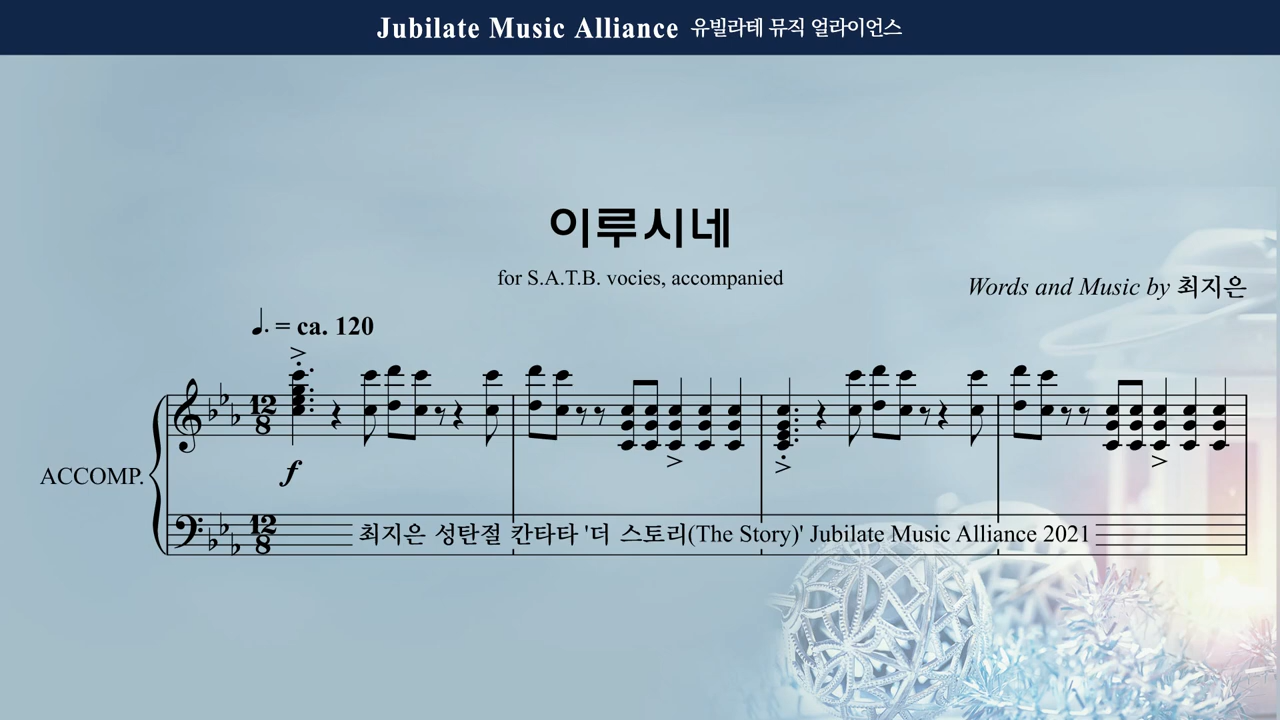 Jubilate Music Alliance 유빌라테 뮤직 얼라이언스
이루시네
for S.A.T.B. vocies, accompanied
Words and Music by 최지은
♩. = ca. 120
12
8
f
ACCOMP.
12
8
최지은 성탄절 칸타타 '더 스토리(The Story)' Jubilate Music Alliance 2021